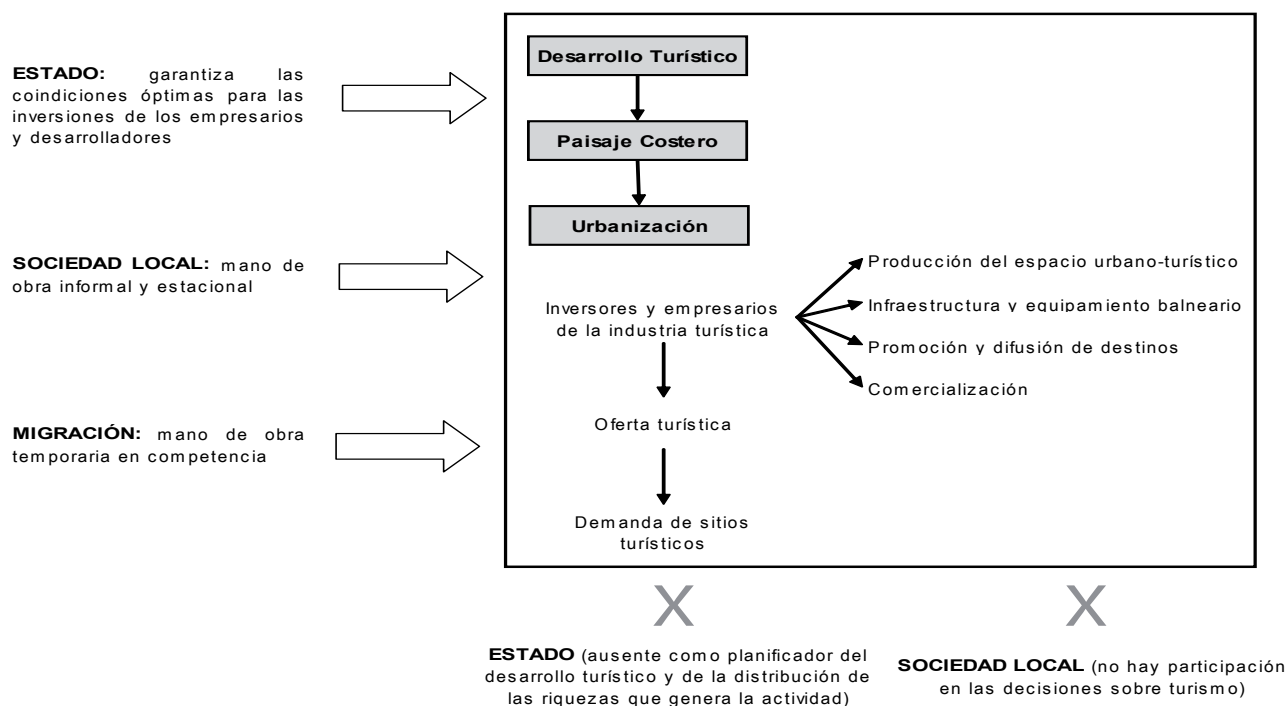 ESTADO: garantiza las
coindiciones óptimas para las
inversiones de los empresarios
y desarrolladores
SOCIEDAD LOCAL: mano de
obra informal y estacional
MIGRACIÓN: mano de obra
temporaria en competencia
Desarrollo Turístico
Paisaje Costero
Urbanización
Inversores y empresarios
de la industria turística
Producción del espacio urbano-turístico
Infraestructura y equipamiento balneario
Promoción y difusión de destinos
Comercialización
Oferta turística
Demanda de sitios
turísticos
X
X
ESTADO (ausente como planificador del
desarrollo turístico y de la distribución de
las riquezas que genera la actividad)
SOCIEDAD LOCAL (no hay participación
en las decisiones sobre turismo)